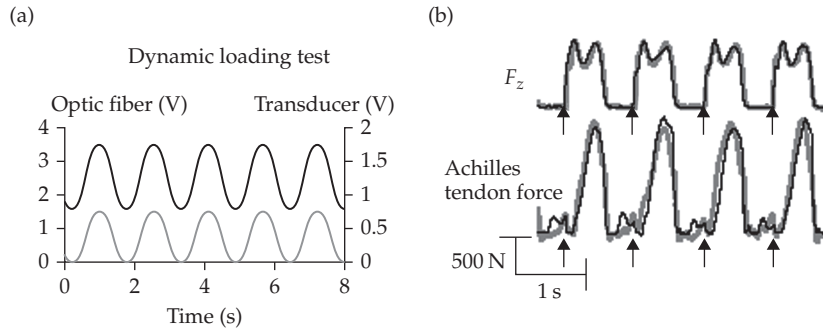 (a)
Dynamic loading test
Optic fiber (V) Transducer (V)
4 2
3 1.5
2 1
1 0.5
0 0
0 2 4 6 8
Time (s)
(b)
Fz
Achilles
tendon force
500 N
1 s